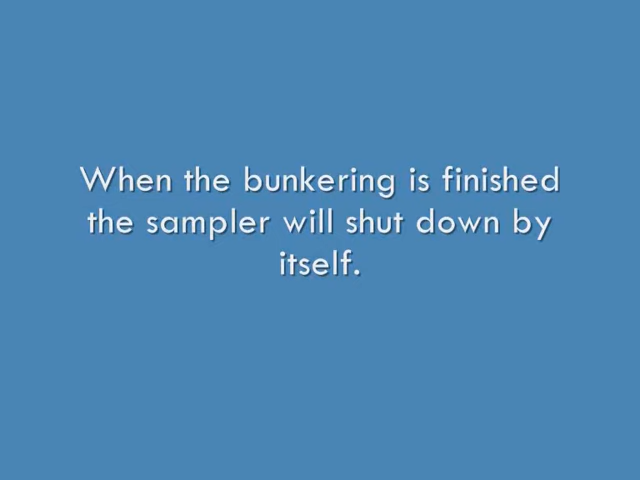 When the bunkering is finished
the sampler will shut down by
itself.